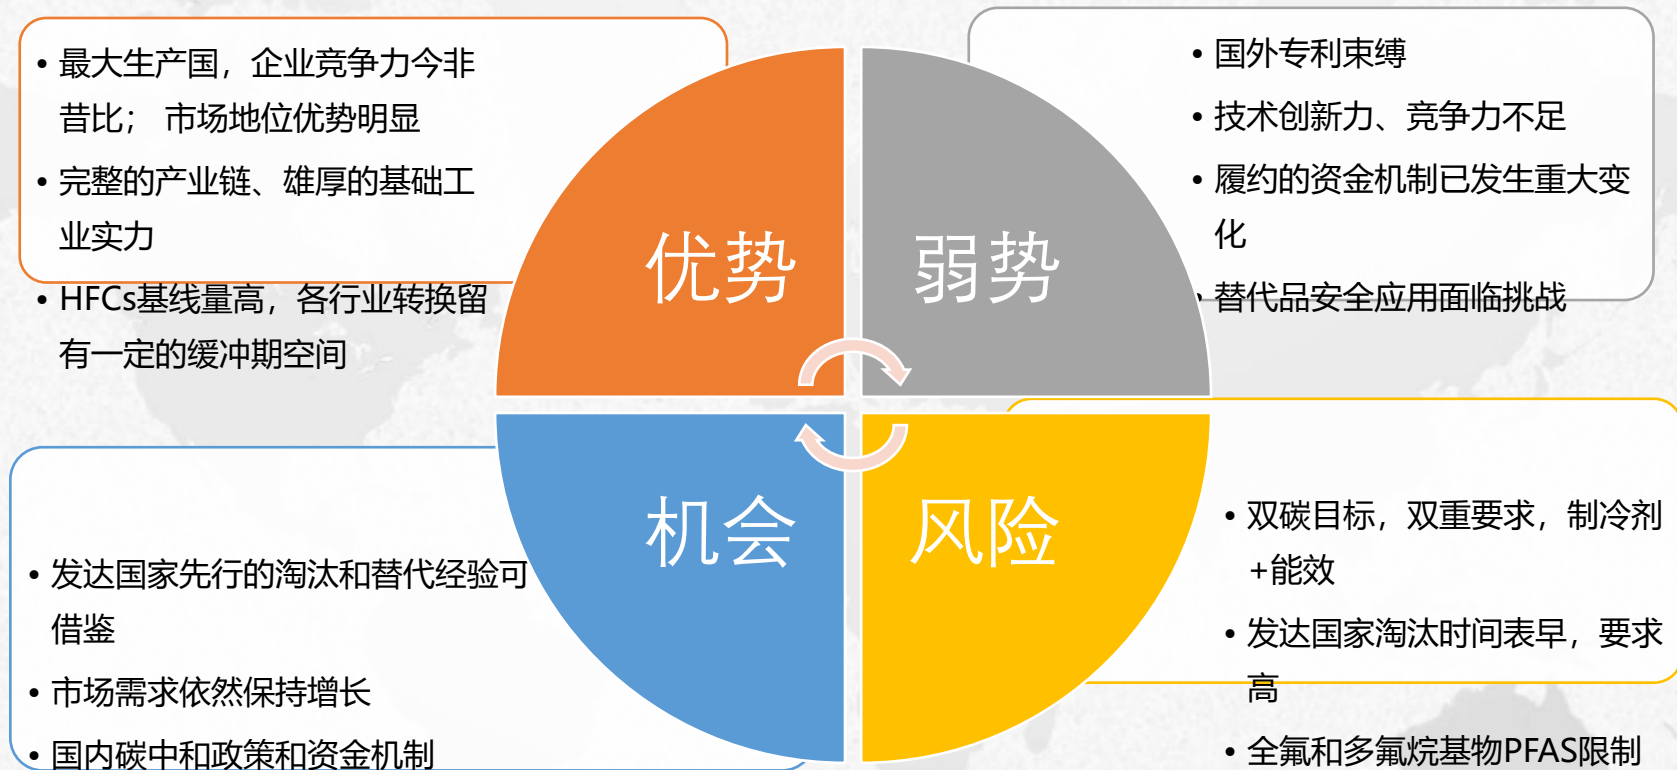 • 最大生产国，企业竞争力今非
昔比； 市场地位优势明显
• 完整的产业链、雄厚的基础工
业实力
• HFCs基线量高，各行业转换留
有一定的缓冲期空间
优势
弱势
• 国外专利束缚
• 技术创新力、竞争力不足
• 履约的资金机制已发生重大变
化
• 替代品安全应用面临挑战
• 发达国家先行的淘汰和替代经验可
借鉴
• 市场需求依然保持增长
• 国内碳中和政策和资金机制
机会
风险
• 双碳目标，双重要求，制冷剂
+能效
• 发达国家淘汰时间表早，要求
高
• 全氟和多氟烷基物PFAS限制